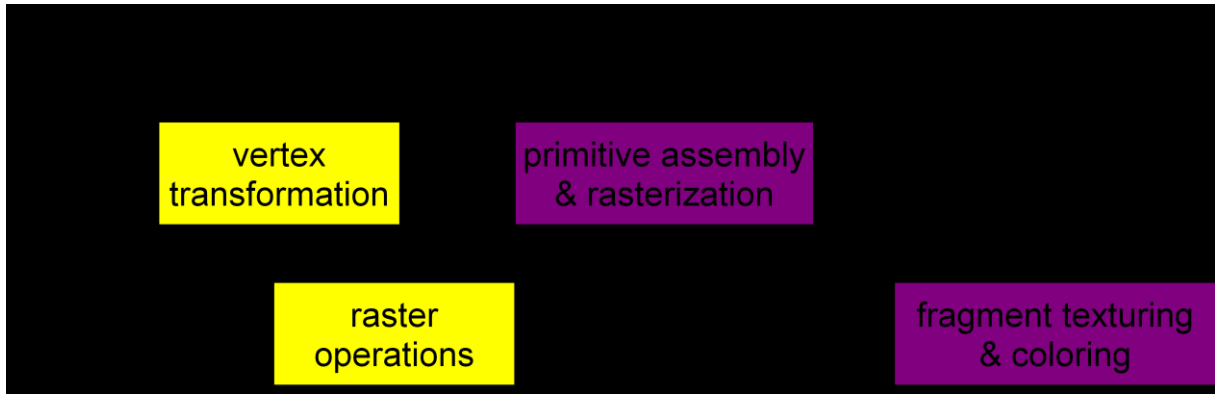 vertex
transformation
primitive assembly
& rasterization
raster
operations
fragment texturing
& coloring